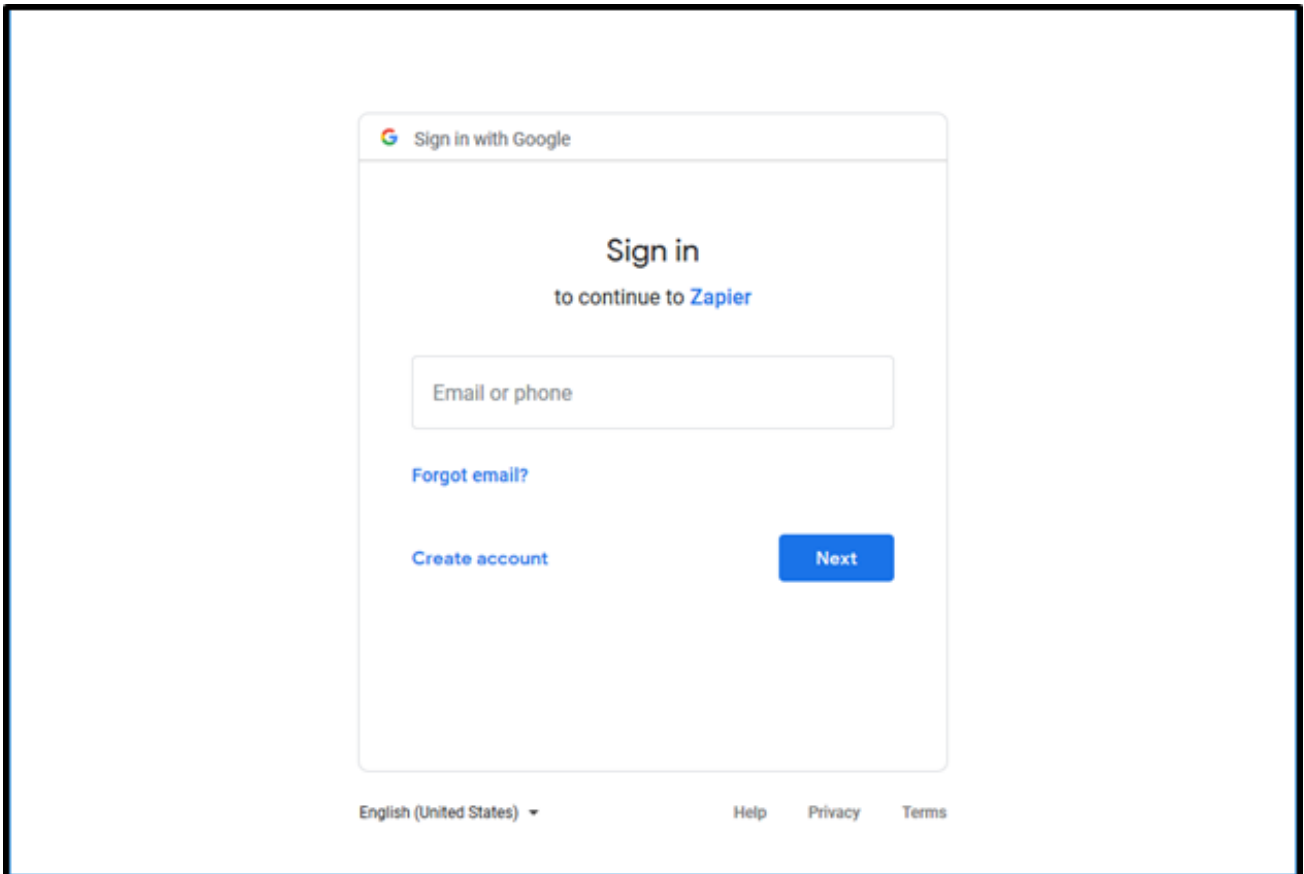 Sign in with Google
Sign in
to continue to Zapier
Email or phone
Forgot email?
Create account Next
English (United States) Help Privacy Terms